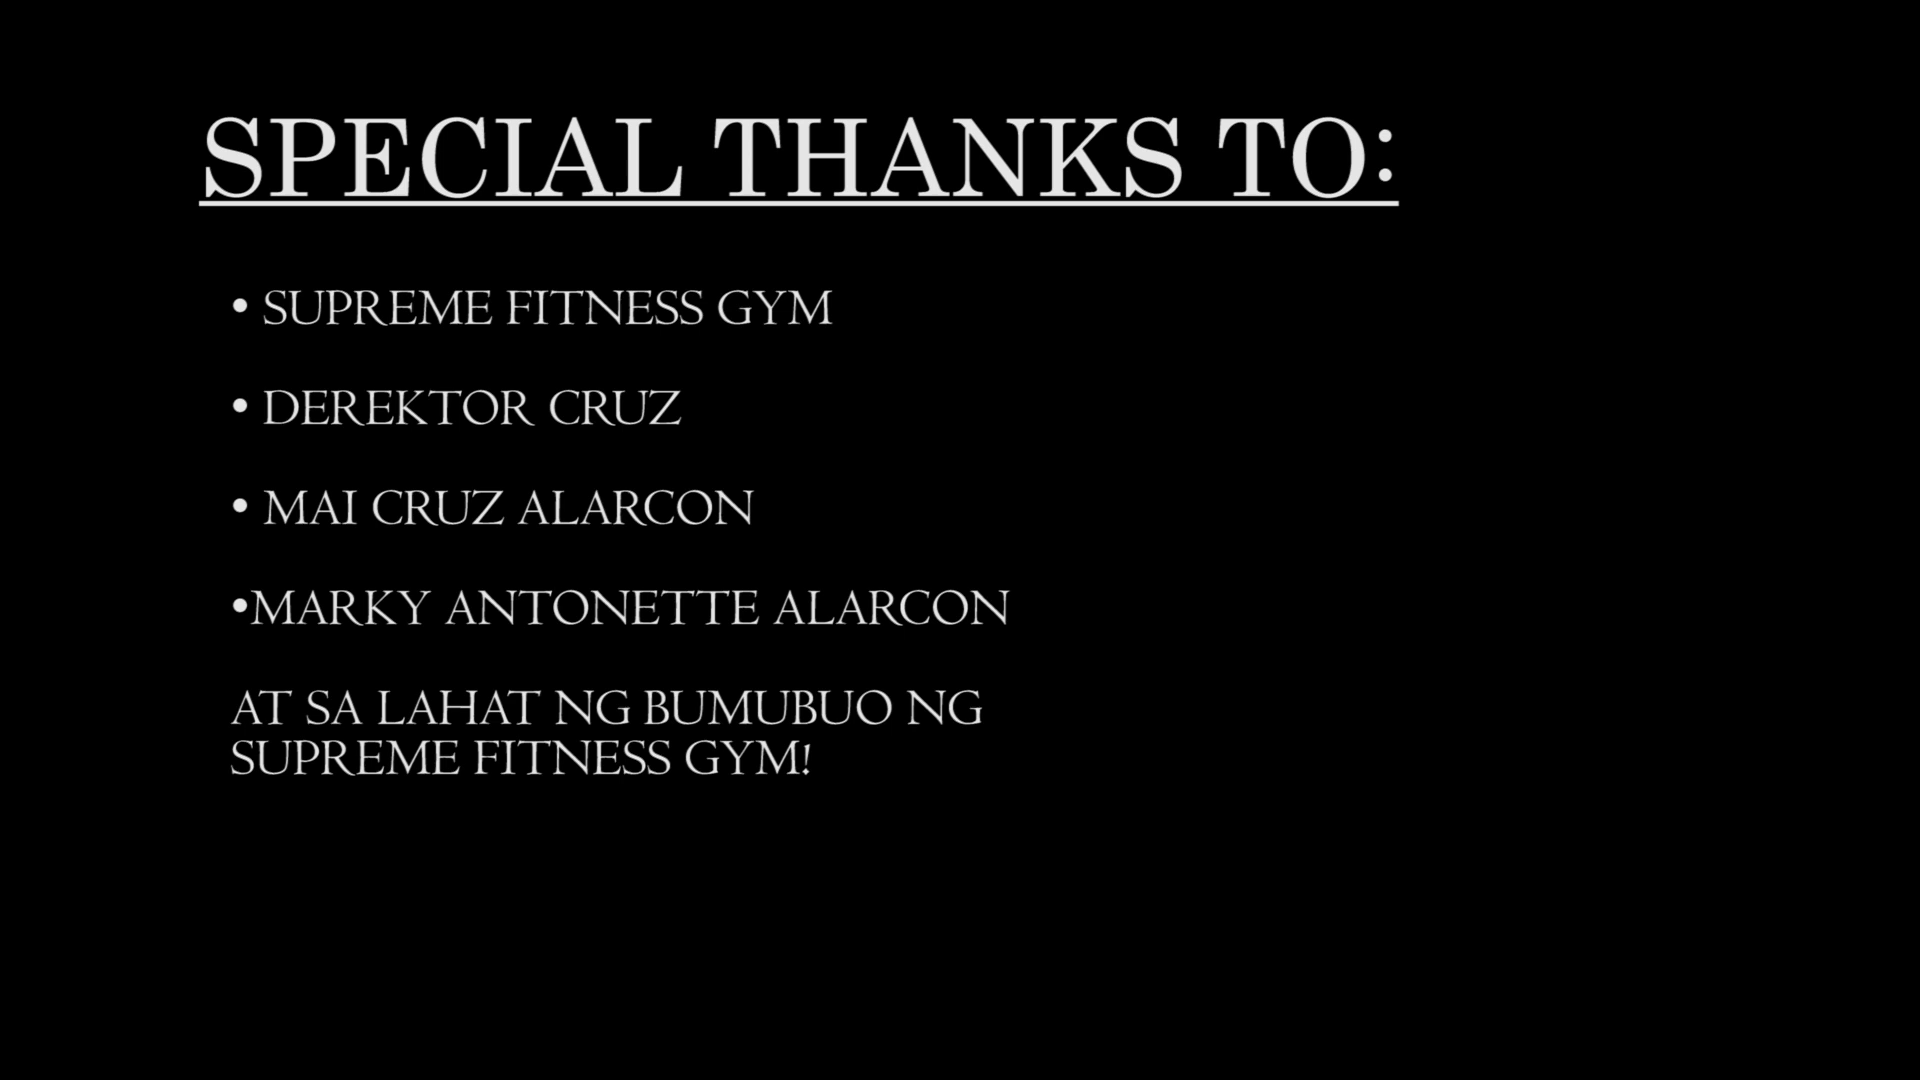 SPECIAL THANKS TO:
• SUPREME FITNESS GYM
• DEREKTOR CRUZ
• MAI CRUZ ALARCON
•MARKY ANTONETTE ALARCON
AT SA LAHAT NG BUMUBUO NG
SUPREME FITNESS GYM!